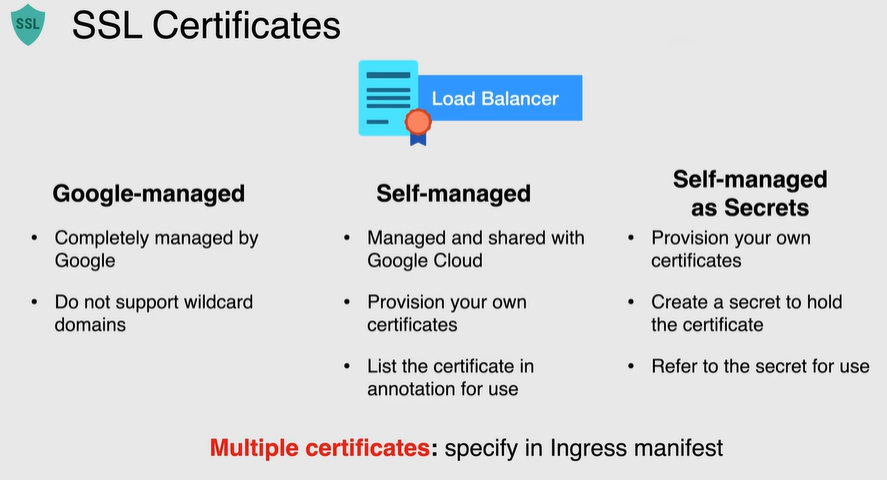 SSL
SSL Certificates
Load Balancer
Google-managed
• Completely managed by
Google
• Do not support wildcard
domains
Self-managed
• Managed and shared with
Google Cloud
• Provision your own
certificates
• List the certificate in
annotation for use
Self-managed
as Secrets
• Provision your own
certificates
• Create a secret to hold
the certificate
• Refer to the secret for use
Multiple certificates: specify in Ingress manifest